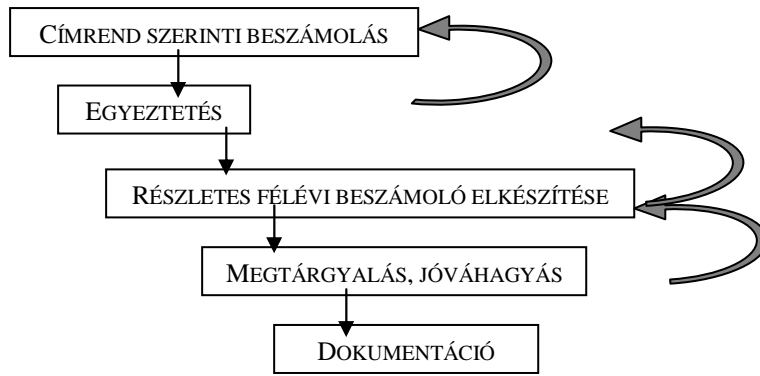 CÍMREND SZERINTI BESZÁMOLÁS
EGYEZTETÉS
RÉSZLETES FÉLÉVI BESZÁMOLÓ ELKÉSZÍTÉSE
MEGTÁRGYALÁS, JÓVÁHAGYÁS
DOKUMENTÁCIÓ